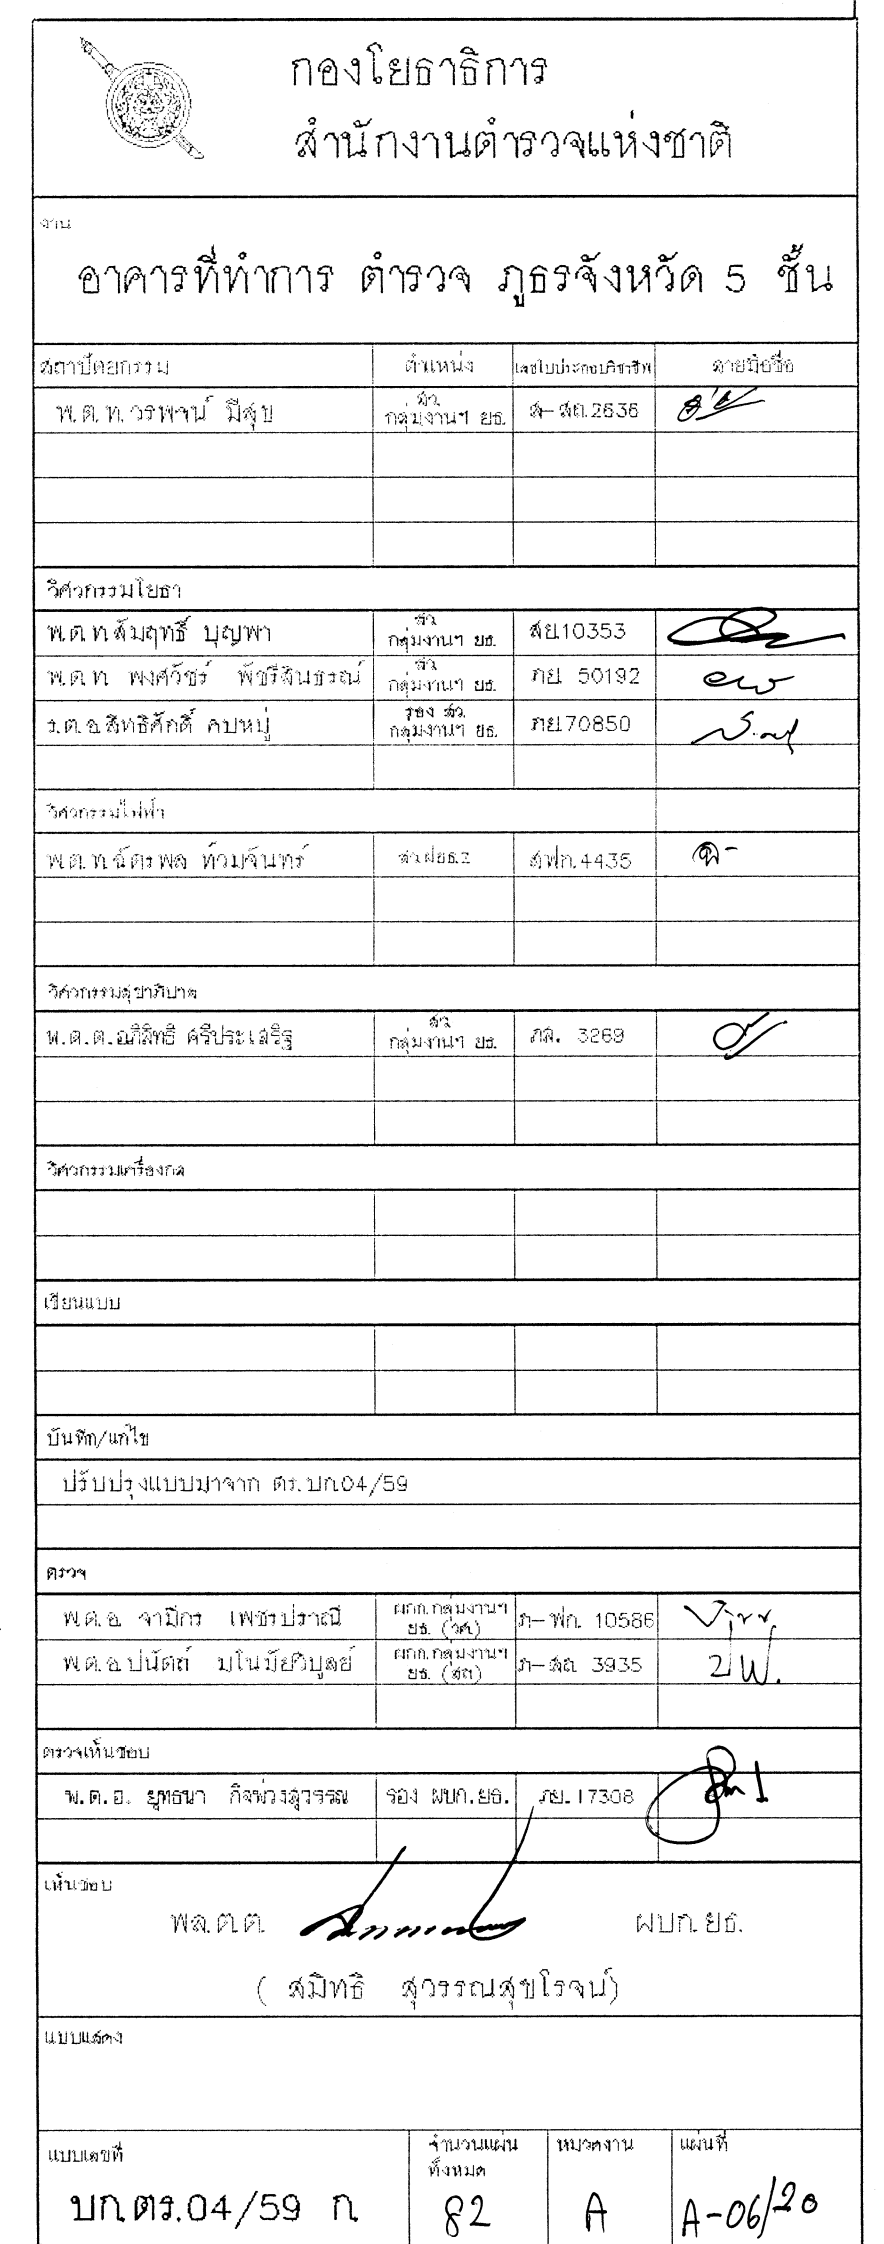 กองโยธาธิการ
สำนักงานตำรวจแห่งชาติ
งาน
อาคารที่ทำการ ตำรวจ ภูธรจังหวัด 5 ชั้น
สถาปัตยกรรม ตำแหน่ง เลขใบประกอบวิชาชีพ ลายมือชื่อ
พ.ต.ท.วรพจน์ มีสุข สว. กลุ่มงานฯ ยธ. ส-สถ.2636
วิศวกรรมโยธา
พ.ต.ท.สัมฤทธิ์ บุญพา สว. กลุ่มงานฯ ยธ. สย.10353
พ.ต.ท. พงศวัชร์ พัชรีสินธรณ์ สว. กลุ่มงานฯ ยธ. ภย. 50192
ร.ต.อ.สิทธิศักดิ์ คบหมู่ รอง สว. กลุ่มงานฯ ยธ. ภย.70850
วิศวกรรมไฟฟ้า
พ.ต.ท.ฉัตรพล ท้วมจันทร์ สว.ฝยธ.2 สฟก.4435
วิศวกรรมสุขาภิบาล
พ.ต.ต.อภิสิทธิ์ ศรีประเสริฐ สว. กลุ่มงานฯ ยธ. ภส. 3269
วิศวกรรมเครื่องกล
เขียนแบบ
บันทึก/แก้ไข
ปรับปรุงแบบมาจาก ตร.บก.04/59
ตรวจ
พ.ต.อ. จามีกร เพชรปราณี ผกก.กลุ่มงานฯ ยธ. (วศ.) ภ-ฟก. 10586
พ.ต.อ.ปนัตถ์ มโนมัยวิบูลย์ ผกก.กลุ่มงานฯ ยธ. (สถ) ภ-สถ. 3935
ตรวจเห็นชอบ
พ.ต.อ. ยุทธนา กิจพ่วงสุวรรณ รอง ผบก.ยธ. ภย.17308
เห็นชอบ
พล.ต.ต. ผบก.ยธ.
( สมิทธิ สุวรรณสุขโรจน์)
แบบแสดง
แบบเลขที่ จำนวนแผ่น ทั้งหมด หมวดงาน แผ่นที่
บก.ตร.04/59 ก. 82 A A-06/20